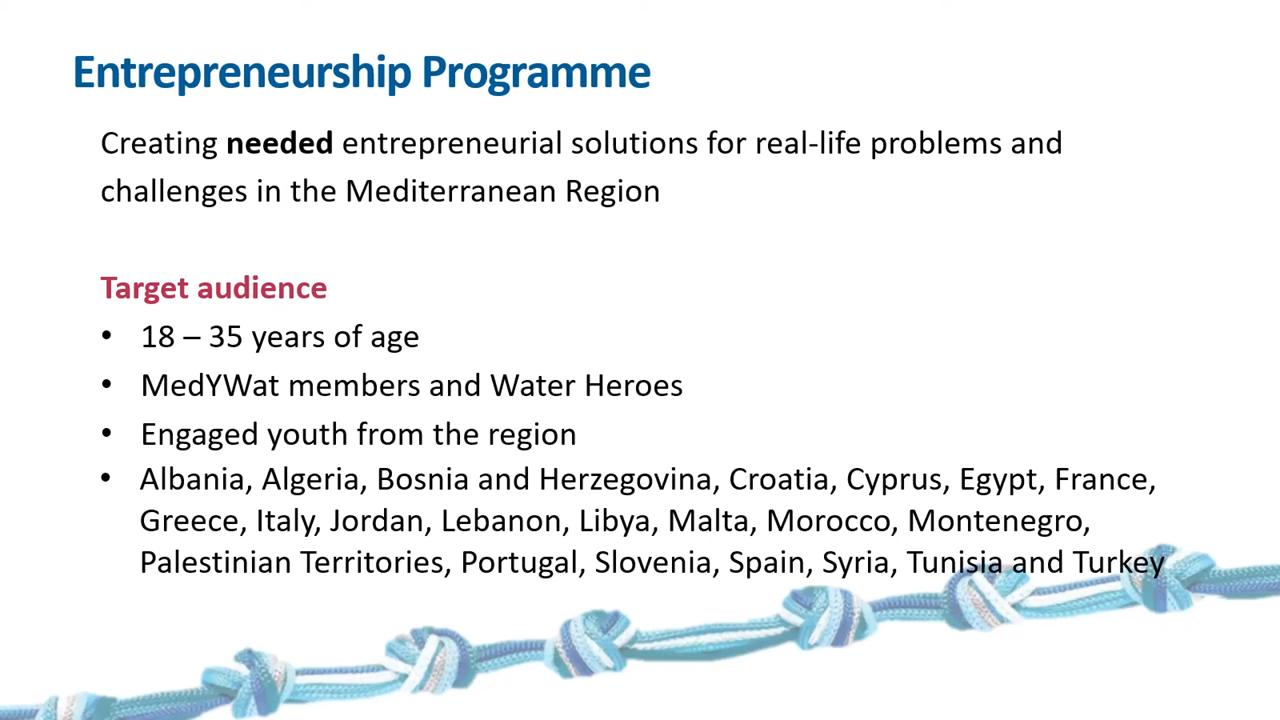 Entrepreneurship Programme
Creating needed entrepreneurial solutions for real-life problems and
challenges in the Mediterranean Region
Target audience
• 18 – 35 years of age
• MedYWat members and Water Heroes
• Engaged youth from the region
• Albania, Algeria, Bosnia and Herzegovina, Croatia, Cyprus, Egypt, France,
Greece, Italy, Jordan, Lebanon, Libya, Malta, Morocco, Montenegro,
Palestinian Territories, Portugal, Slovenia, Spain, Syria, Tunisia and Turkey